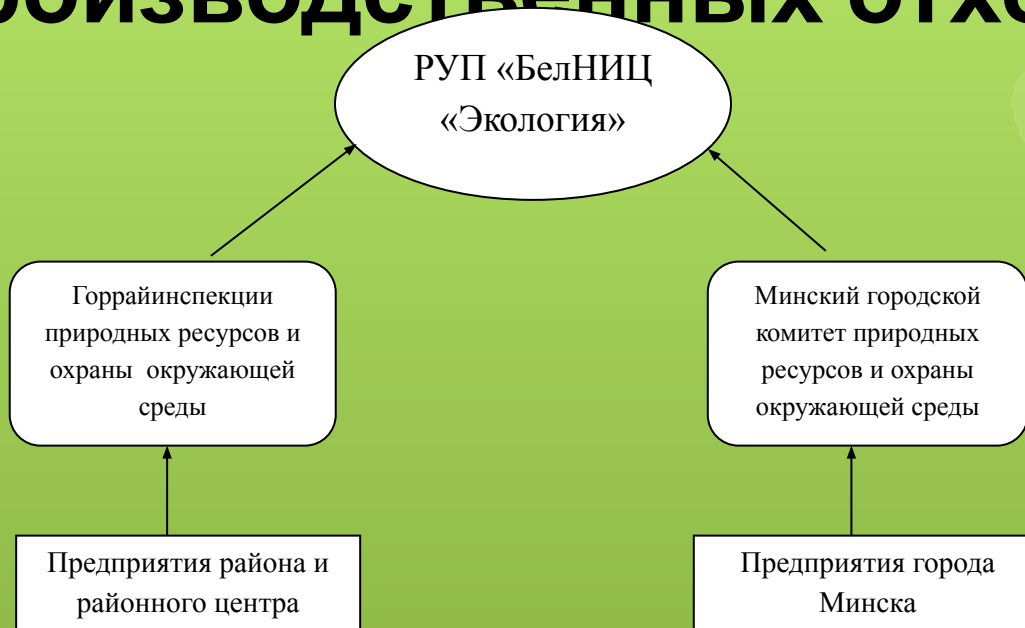 РУП «БелНИЦ
«Экология»
Горрайинспекции
природных ресурсов и
охраны окружающей
среды
Минский городской
комитет природных
ресурсов и охраны
окружающей среды
Предприятия района и
районного центра
Предприятия города
Минска